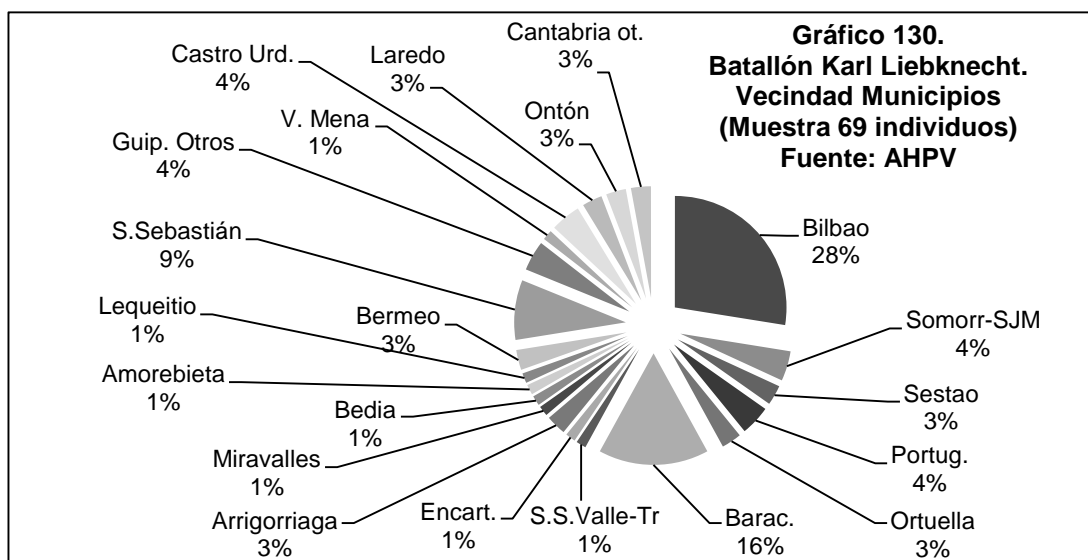 Gráfico 130.
Batallón Karl Liebknecht.
Vecindad Municipios
(Muestra 69 individuos)
Fuente: AHPV
Bilbao
28%
Somorr-SJM
4%
Sestao
3%
Portug.
4%
Ortuella
3%
Barac.
16%
S.S.Valle-Tr
1%
Encart.
1%
Arrigorriaga
3%
Miravalles
1%
Bedia
1%
Amorebieta
1%
Lequeitio
1%
Bermeo
3%
S.Sebastián
9%
Guip. Otros
4%
V. Mena
1%
Castro Urd.
4%
Laredo
3%
Ontón
3%
Cantabria ot.
3%